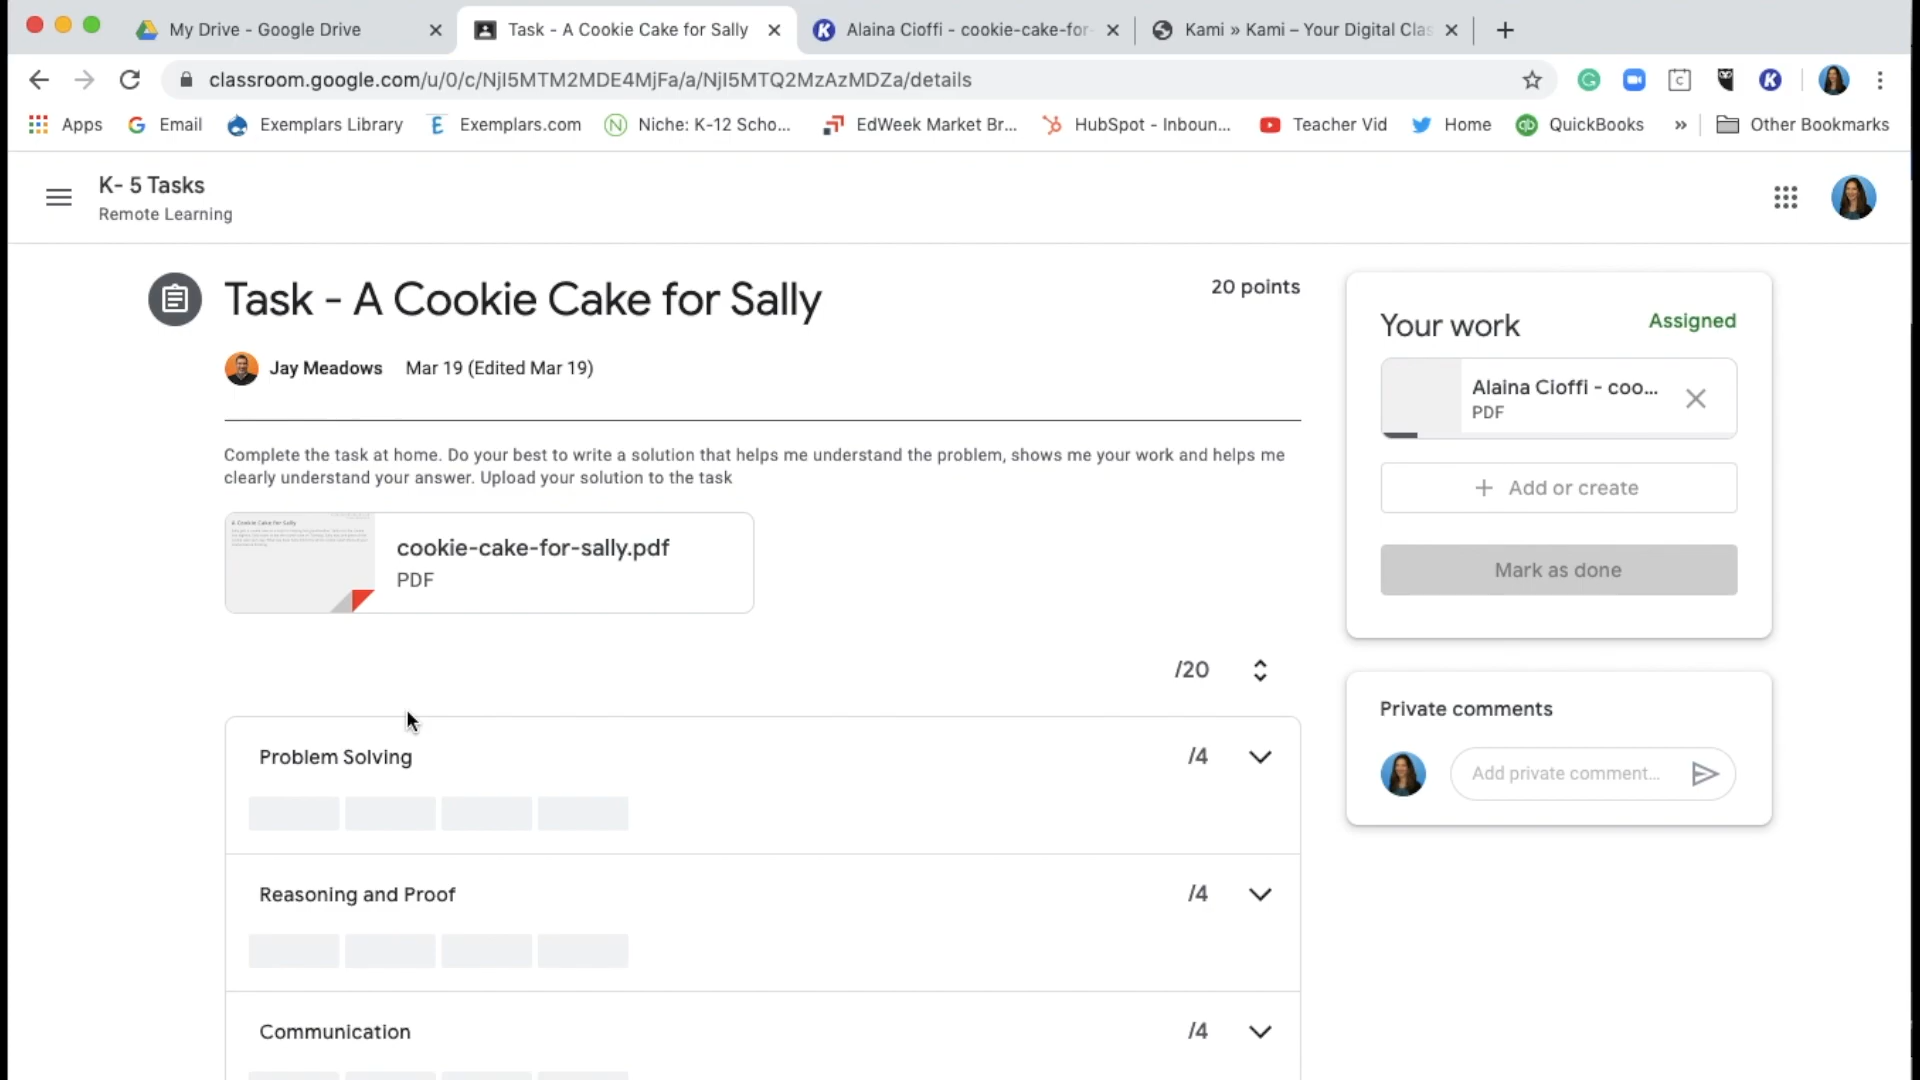 My Drive - Google Drive
Task - A Cookie Cake for Sally
Alaina Cioffi - cookie-cake-for-
Kami » Kami – Your Digital Clas
classroom.google.com/u/0/c/NjI5MTM2MDE4MjFa/a/NjI5MTQ2MzAzMDZa/details
Apps
Email
Exemplars Library
Exemplars.com
Niche: K-12 Scho...
EdWeek Market Br...
HubSpot - Inboun...
Teacher Vid
Home
QuickBooks
»
Other Bookmarks
K- 5 Tasks
Remote Learning
Task - A Cookie Cake for Sally
20 points
Jay Meadows Mar 19 (Edited Mar 19)
Complete the task at home. Do your best to write a solution that helps me understand the problem, shows me your work and helps me
clearly understand your answer. Upload your solution to the task
A Cookie Cake for Sally
cookie-cake-for-sally.pdf
PDF
/20
Problem Solving /4
Reasoning and Proof /4
Communication /4
Your work
Assigned
Alaina Cioffi - coo...
PDF
+ Add or create
Mark as done
Private comments
Add private comment...